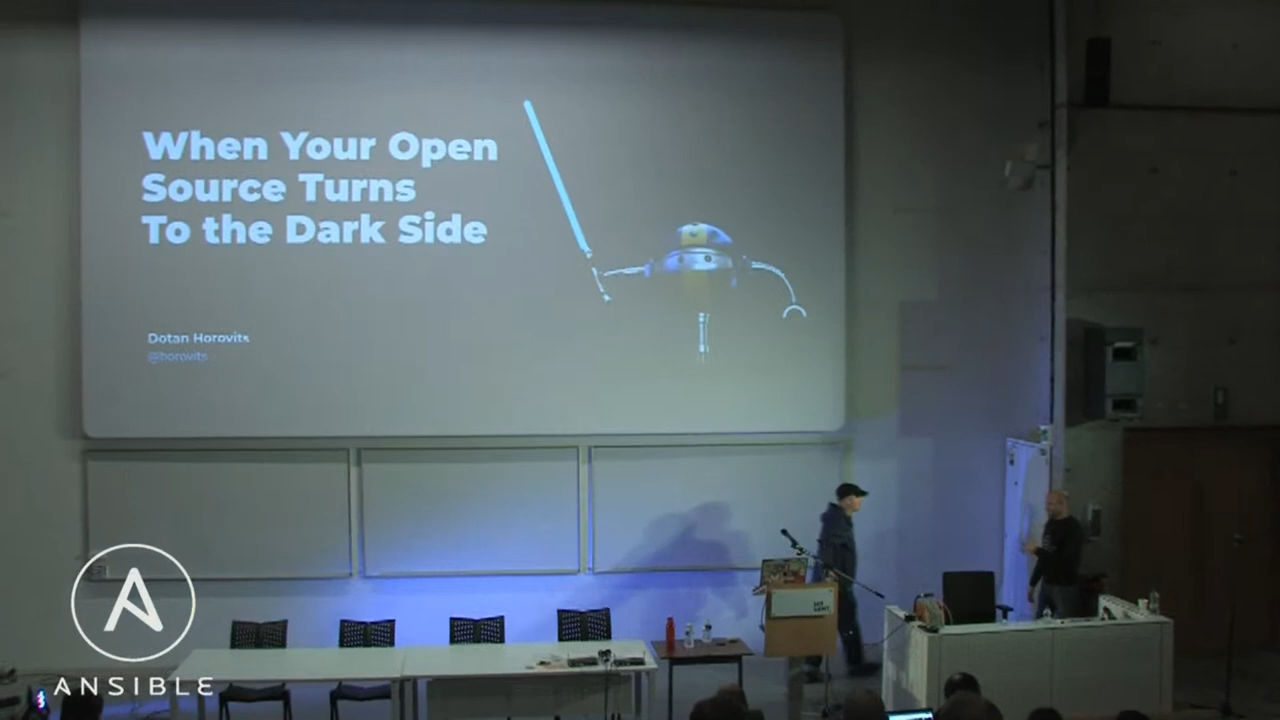 When Your Open
Source Turns
To the Dark Side
Dotan Horovits
@horovits
ANSIBLE